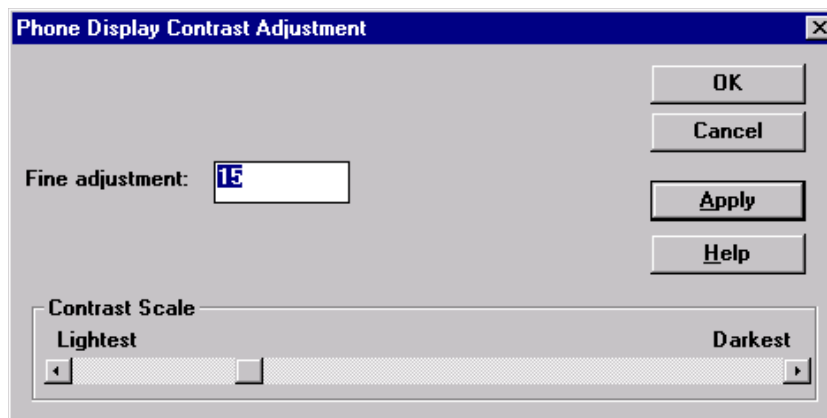 Phone Display Contrast Adjustment
OK
Cancel
Fine adjustment: 15
Apply
Help
Contrast Scale
Lightest Darkest